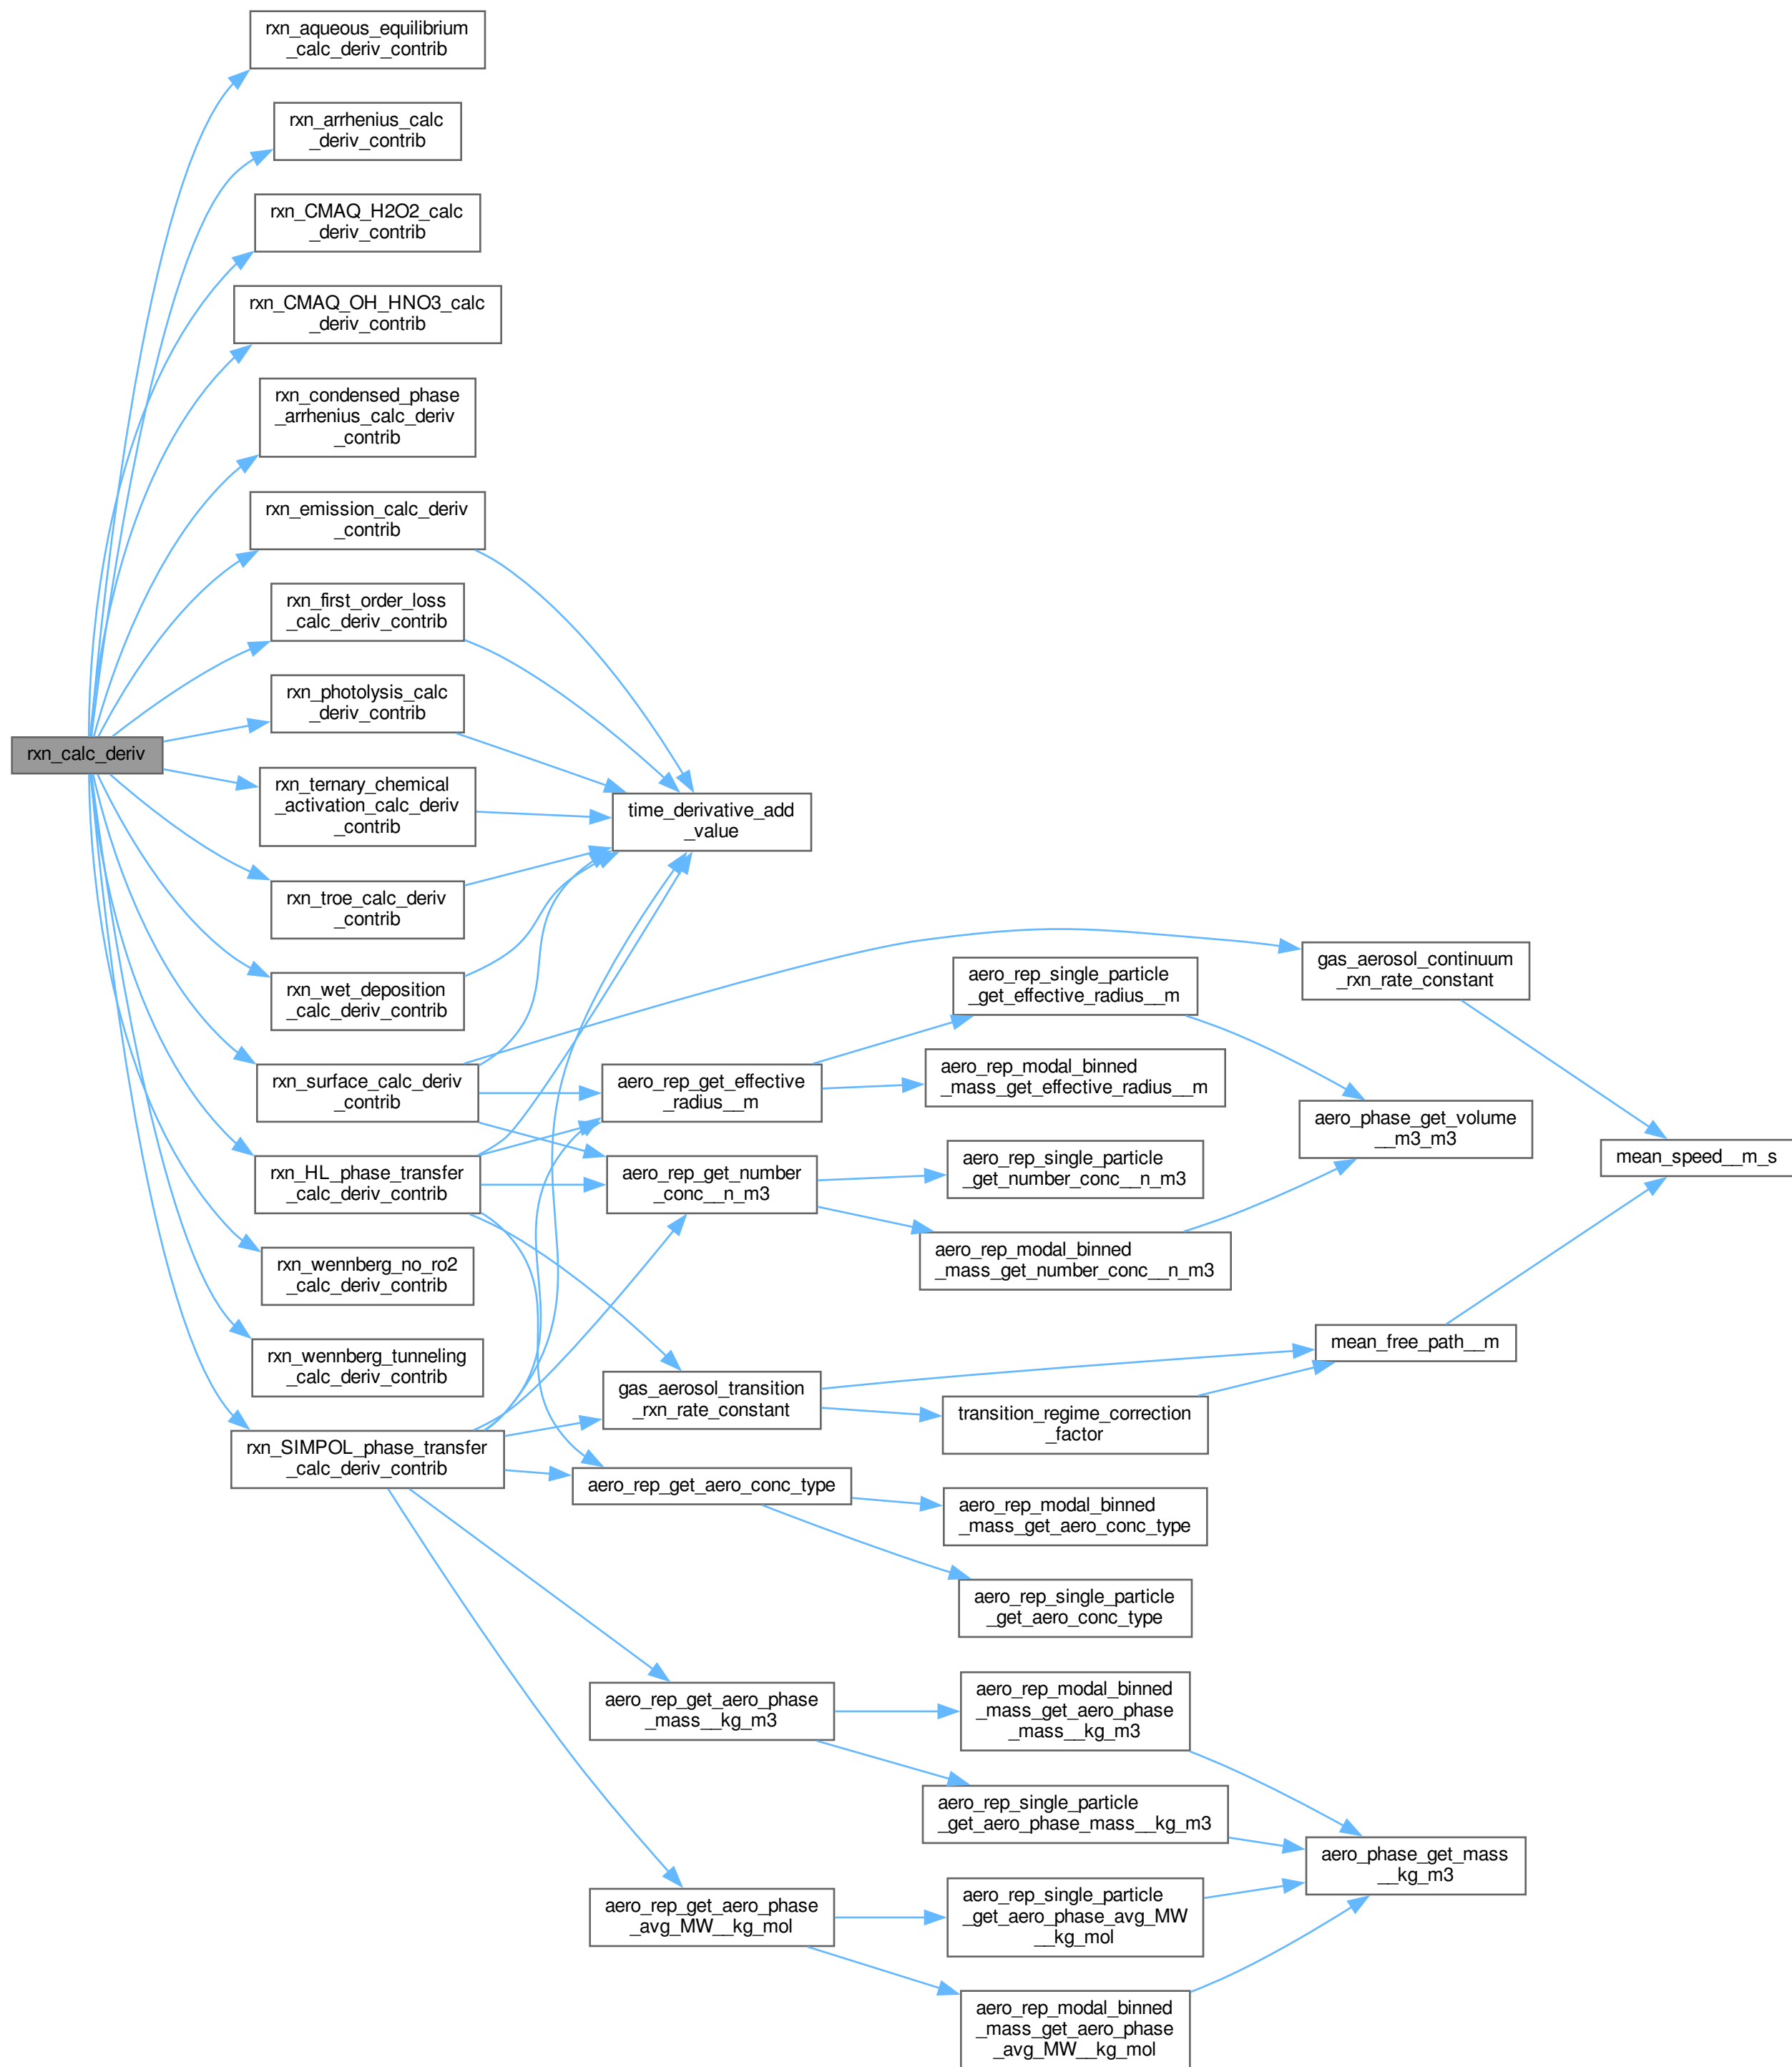 rxn_aqueous_equilibrium
_calc_deriv_contrib
rxn_arrhenius_calc
_deriv_contrib
rxn_CMAQ_H2O2_calc
_deriv_contrib
rxn_CMAQ_OH_HNO3_calc
_deriv_contrib
rxn_condensed_phase
_arrhenius_calc_deriv
_contrib
rxn_emission_calc_deriv
_contrib
rxn_first_order_loss
_calc_deriv_contrib
rxn_photolysis_calc
_deriv_contrib
rxn_calc_deriv
rxn_ternary_chemical
_activation_calc_deriv
_contrib
time_derivative_add
_value
rxn_troe_calc_deriv
_contrib
rxn_wet_deposition
_calc_deriv_contrib
rxn_surface_calc_deriv
_contrib
rxn_HL_phase_transfer
_calc_deriv_contrib
rxn_wennberg_no_ro2
_calc_deriv_contrib
rxn_wennberg_tunneling
_calc_deriv_contrib
rxn_SIMPOL_phase_transfer
_calc_deriv_contrib
aero_rep_get_effective
_radius__m
aero_rep_get_number
_conc__n_m3
gas_aerosol_transition
_rxn_rate_constant
aero_rep_get_aero_conc_type
aero_rep_get_aero_phase
_mass__kg_m3
aero_rep_get_aero_phase
_avg_MW__kg_mol
aero_rep_single_particle
_get_effective_radius__m
aero_rep_modal_binned
_mass_get_effective_radius__m
aero_rep_single_particle
_get_number_conc__n_m3
aero_rep_modal_binned
_mass_get_number_conc__n_m3
transition_regime_correction
_factor
aero_rep_modal_binned
_mass_get_aero_conc_type
aero_rep_single_particle
_get_aero_conc_type
aero_rep_modal_binned
_mass_get_aero_phase
_mass__kg_m3
aero_rep_single_particle
_get_aero_phase_mass__kg_m3
aero_rep_single_particle
_get_aero_phase_avg_MW
__kg_mol
aero_rep_modal_binned
_mass_get_aero_phase
_avg_MW__kg_mol
gas_aerosol_continuum
_rxn_rate_constant
aero_phase_get_volume
__m3_m3
mean_free_path__m
aero_phase_get_mass
__kg_m3
mean_speed__m_s